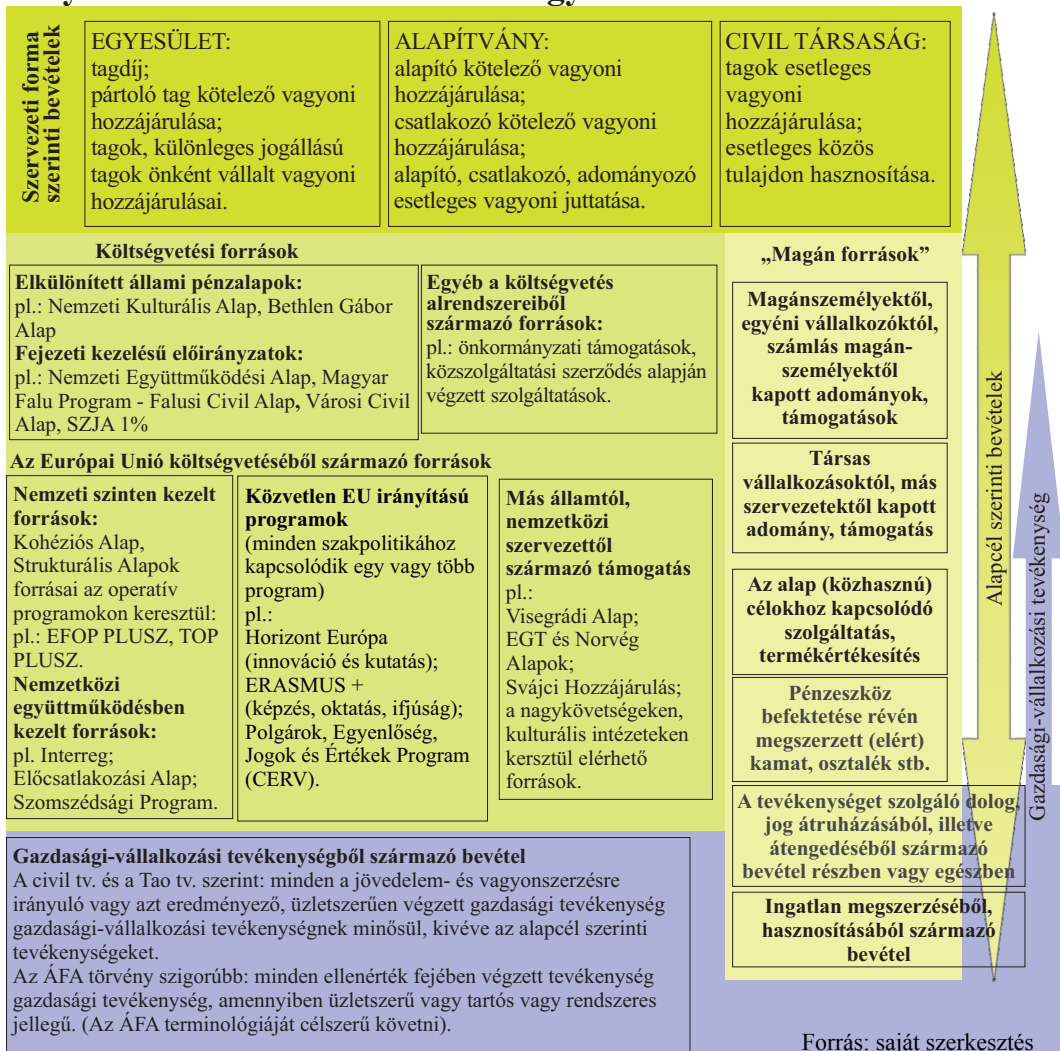 Szervezeti forma
szerinti bevételek
EGYESÜLET:
tagdíj;
pártoló tag kötelező vagyoni
hozzájárulása;
tagok, különleges jogállású
tagok önként vállalt vagyoni
hozzájárulásai.
ALAPÍTVÁNY:
alapító kötelező vagyoni
hozzájárulása;
csatlakozó kötelező vagyoni
hozzájárulása;
alapító, csatlakozó, adományozó
esetleges vagyoni juttatása.
CIVIL TÁRSASÁG:
tagok esetleges
vagyoni
hozzájárulása;
esetleges közös
tulajdon hasznosítása.
Költségvetési források
Elkülönített állami pénzalapok:
pl.: Nemzeti Kulturális Alap, Bethlen Gábor
Alap
Fejezeti kezelésű előirányzatok:
pl.: Nemzeti Együttműködési Alap, Magyar
Falu Program - Falusi Civil Alap, Városi Civil
Alap, SZJA 1%
Egyéb a költségvetés
alrendszereiből
származó források:
pl.: önkormányzati támogatások,
közszolgáltatási szerződés alapján
végzett szolgáltatások.
Az Európai Unió költségvetéséből származó források
Nemzeti szinten kezelt
források:
Kohéziós Alap,
Strukturális Alapok
forrásai az operatív
programokon keresztül:
pl.: EFOP PLUSZ, TOP
PLUSZ.
Nemzetközi
együttműködésben
kezelt források:
pl. Interreg;
Előcsatlakozási Alap;
Szomszédsági Program.
Közvetlen EU irányítású
programok
(minden szakpolitikához
kapcsolódik egy vagy több
program)
pl.:
Horizont Európa
(innováció és kutatás);
ERASMUS +
(képzés, oktatás, ifjúság);
Polgárok, Egyenlőség,
Jogok és Értékek Program
(CERV).
Más államtól,
nemzetközi
szervezettől
származó támogatás
pl.:
Visegrádi Alap;
EGT és Norvég
Alapok;
Svájci Hozzájárulás;
a nagykövetségeken,
kulturális intézeteken
kersztül elérhető
források.
„Magán források”
Magánszemélyektől,
egyéni vállalkozóktól,
számlás magán-
személyektől
kapott adományok,
támogatások
Társas
vállalkozásoktól, más
szervezetektől kapott
adomány, támogatás
Az alap (közhasznú)
célokhoz kapcsolódó
szolgáltatás,
termékértékesítés
Pénzeszköz
befektetése révén
megszerzett (elért)
kamat, osztalék stb.
A tevékenységet szolgáló dolog,
jog átruházásából, illetve
átengedéséből származó
bevétel részben vagy egészben
Ingatlan megszerzéséből,
hasznosításából származó
bevétel
Alapcél szerinti bevételek
Gazdasági-vállalkozási tevékenység
Gazdasági-vállalkozási tevékenységből származó bevétel
A civil tv. és a Tao tv. szerint: minden a jövedelem- és vagyonszerzésre
irányuló vagy azt eredményező, üzletszerűen végzett gazdasági tevékenység
gazdasági-vállalkozási tevékenységnek minősül, kivéve az alapcél szerinti
tevékenységeket.
Az ÁFA törvény szigorúbb: minden ellenérték fejében végzett tevékenység
gazdasági tevékenység, amennyiben üzletszerű vagy tartós vagy rendszeres
jellegű. (Az ÁFA terminológiáját célszerű követni).
Forrás: saját szerkesztés